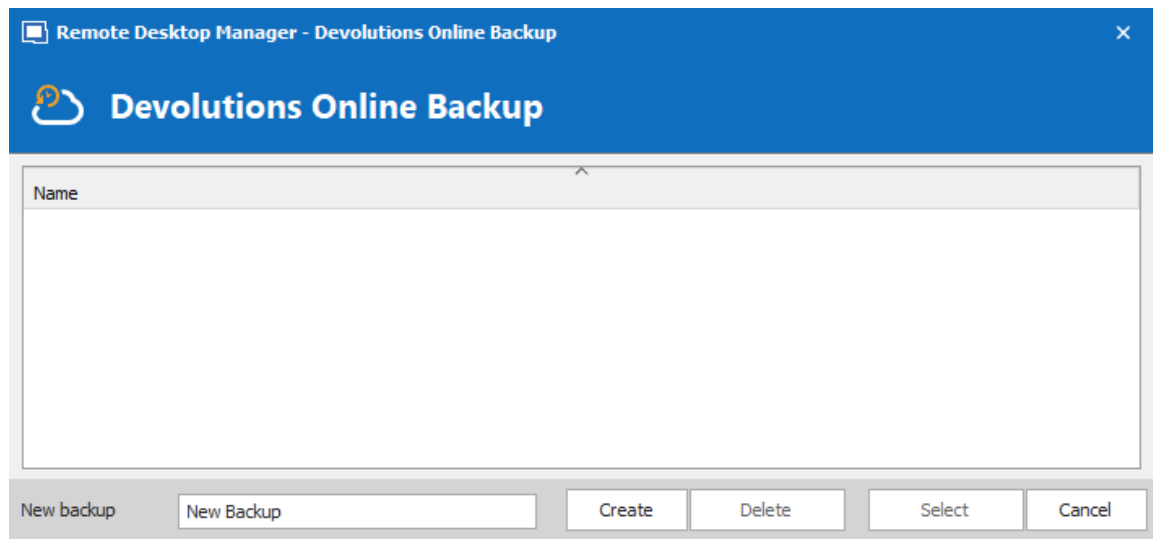 Remote Desktop Manager - Devolutions Online Backup
Devolutions Online Backup
Name
New backup New Backup Create Delete Select Cancel